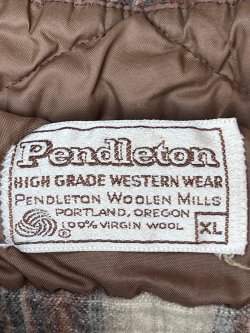 Pendleton
HIGH GRADE WESTERN WEAR
PENDLETON WOOLEN MILLS
PORTLAND, OREGON
® 100% VIRGIN WOOL
XL